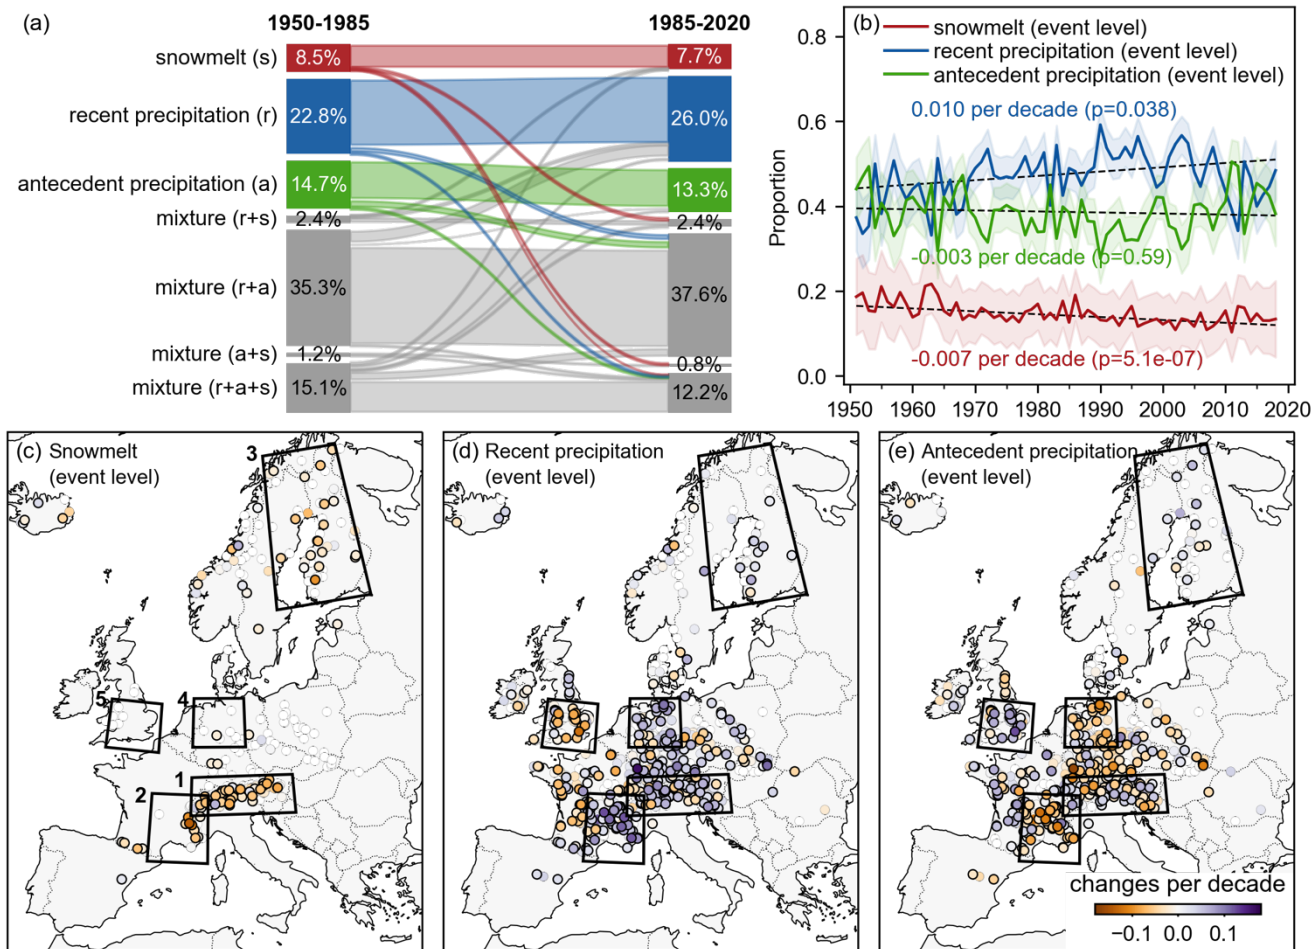 (a)
1950-1985
1985-2020
snowmelt (s)
8.5%
7.7%
recent precipitation (r)
22.8%
26.0%
antecedent precipitation (a)
14.7%
13.3%
mixture (r+s)
2.4%
2.4%
mixture (r+a)
35.3%
37.6%
mixture (a+s)
1.2%
0.8%
mixture (r+a+s)
15.1%
12.2%
(b)
snowmelt (event level)
recent precipitation (event level)
antecedent precipitation (event level)
0.010 per decade (p=0.038)
-0.003 per decade (p=0.59)
-0.007 per decade (p=5.1e-07)
Proportion
0.8
0.6
0.4
0.2
0.0
1950 1960 1970 1980 1990 2000 2010 2020
(c) Snowmelt
(event level)
3
5
4
1
2
(d) Recent precipitation
(event level)
(e) Antecedent precipitation
(event level)
changes per decade
−0.1 0.0 0.1